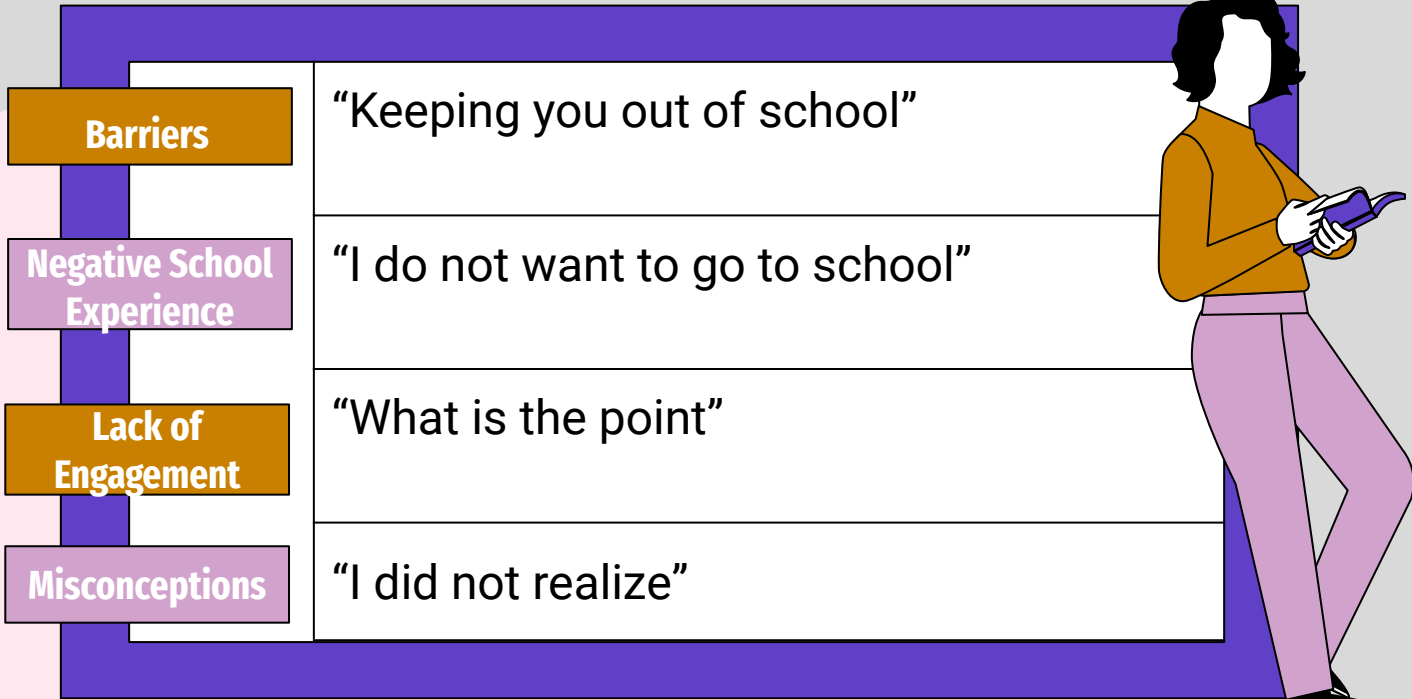 Barriers
“Keeping you out of school”
Negative School
Experience
“I do not want to go to school”
Lack of
Engagement
“What is the point”
Misconceptions
“I did not realize”